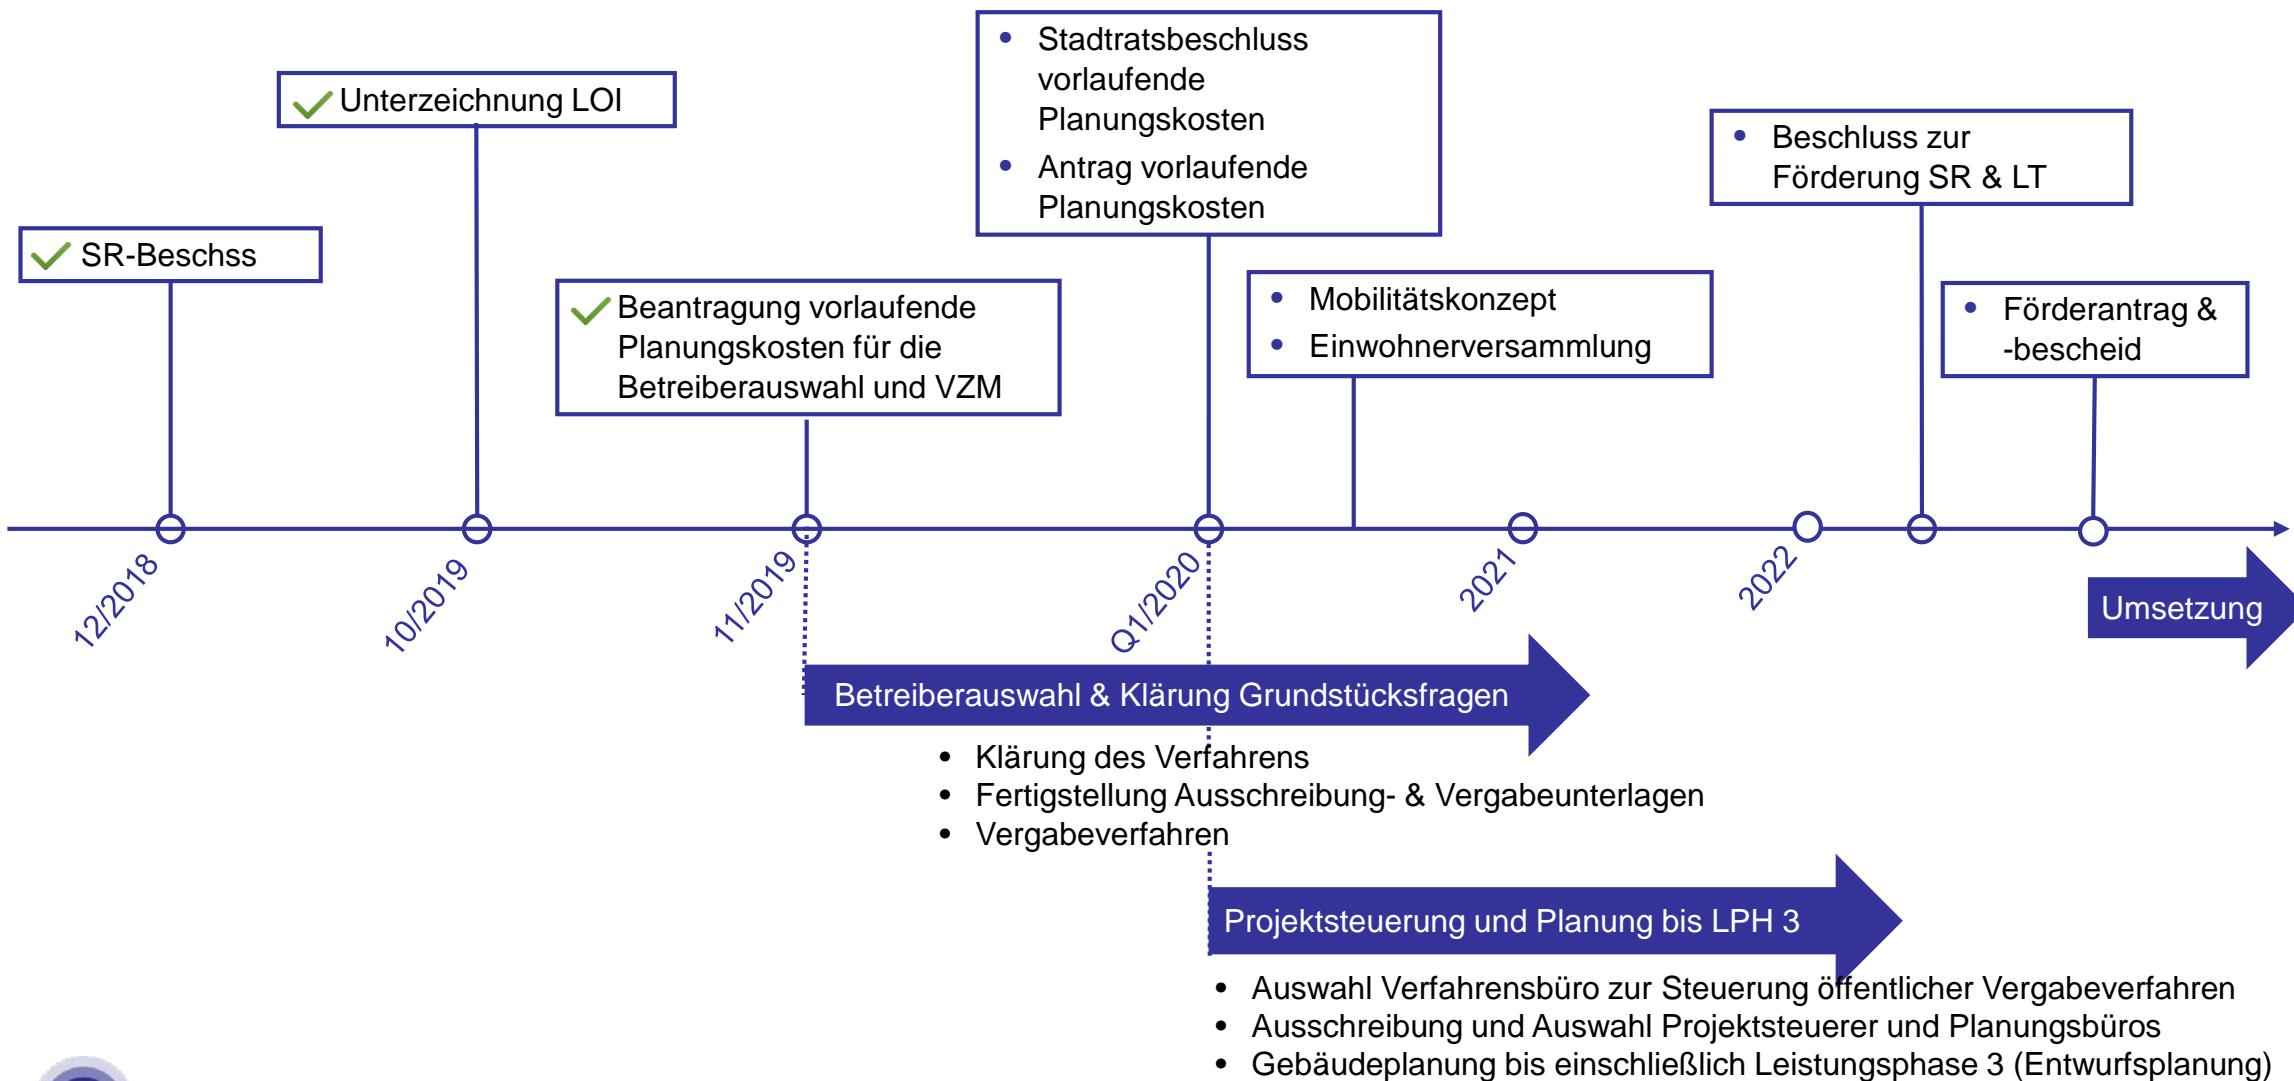 SR-Beschss
Unterzeichnung LOI
Beantragung vorlaufende
Planungskosten für die
Betreiberauswahl und VZM
• Stadtratsbeschluss
vorlaufende
Planungskosten
• Antrag vorlaufende
Planungskosten
• Mobilitätskonzept
• Einwohnerversammlung
• Beschluss zur
Förderung SR & LT
• Förderantrag &
-bescheid
12/2018
10/2019
11/2019
Q1/2020
2021
2022
Umsetzung
Betreiberauswahl & Klärung Grundstücksfragen
• Klärung des Verfahrens
• Fertigstellung Ausschreibung- & Vergabeunterlagen
• Vergabeverfahren
Projektsteuerung und Planung bis LPH 3
• Auswahl Verfahrensbüro zur Steuerung öffentlicher Vergabeverfahren
• Ausschreibung und Auswahl Projektsteuerer und Planungsbüros
• Gebäudeplanung bis einschließlich Leistungsphase 3 (Entwurfsplanung)